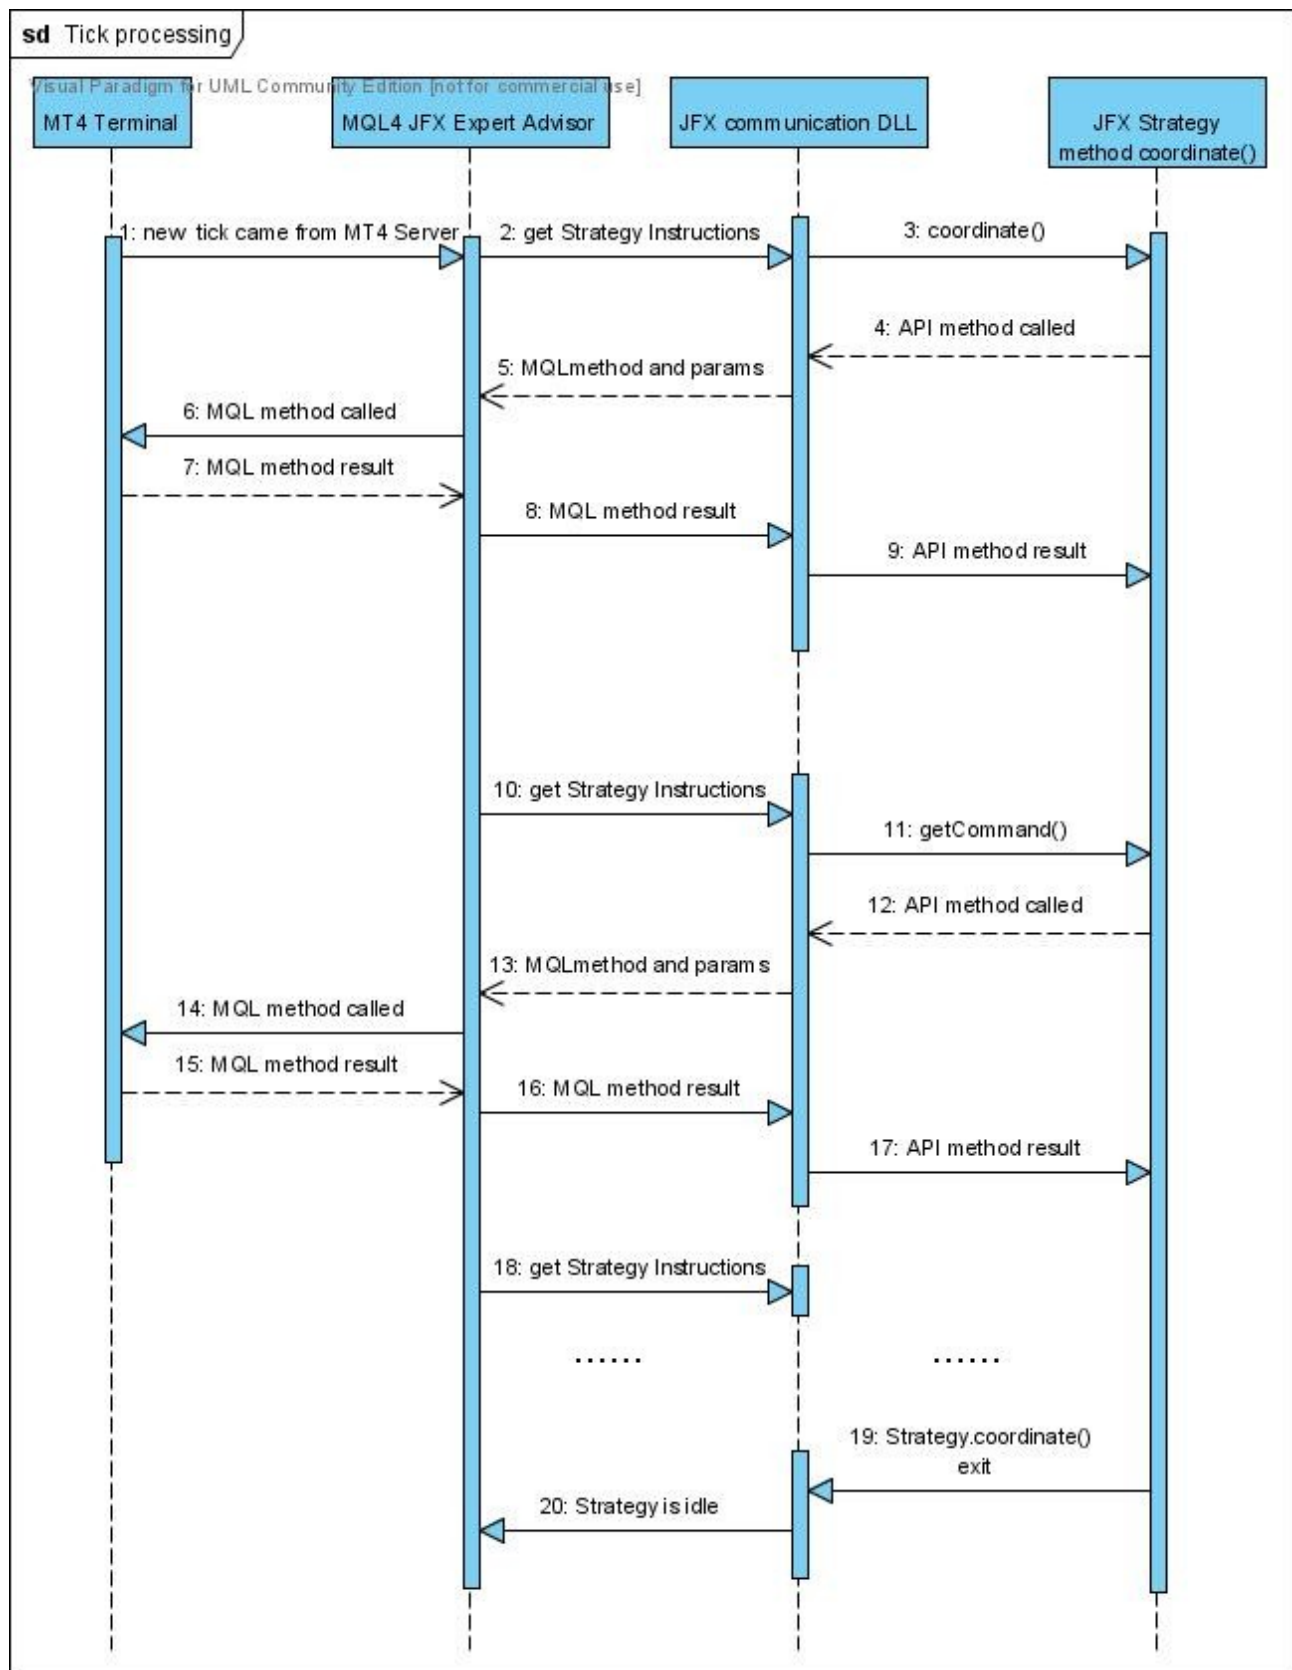 sd Tick processing
Visual Paradigm for UML Community Edition [not for commercial use]
MT4 Terminal
MQL4 JFX Expert Advisor
JFX communication DLL
JFX Strategy
method coordinate()
1: new tick came from MT4 Server
2: get Strategy Instructions
3: coordinate()
4: API method called
5: MQLmethod and params
6: MQL method called
7: MQL method result
8: MQL method result
9: API method result
10: get Strategy Instructions
11: getCommand()
12: API method called
13: MQLmethod and params
14: MQL method called
15: MQL method result
16: MQL method result
17: API method result
18: get Strategy Instructions
......
......
19: Strategy.coordinate()
exit
20: Strategy is idle